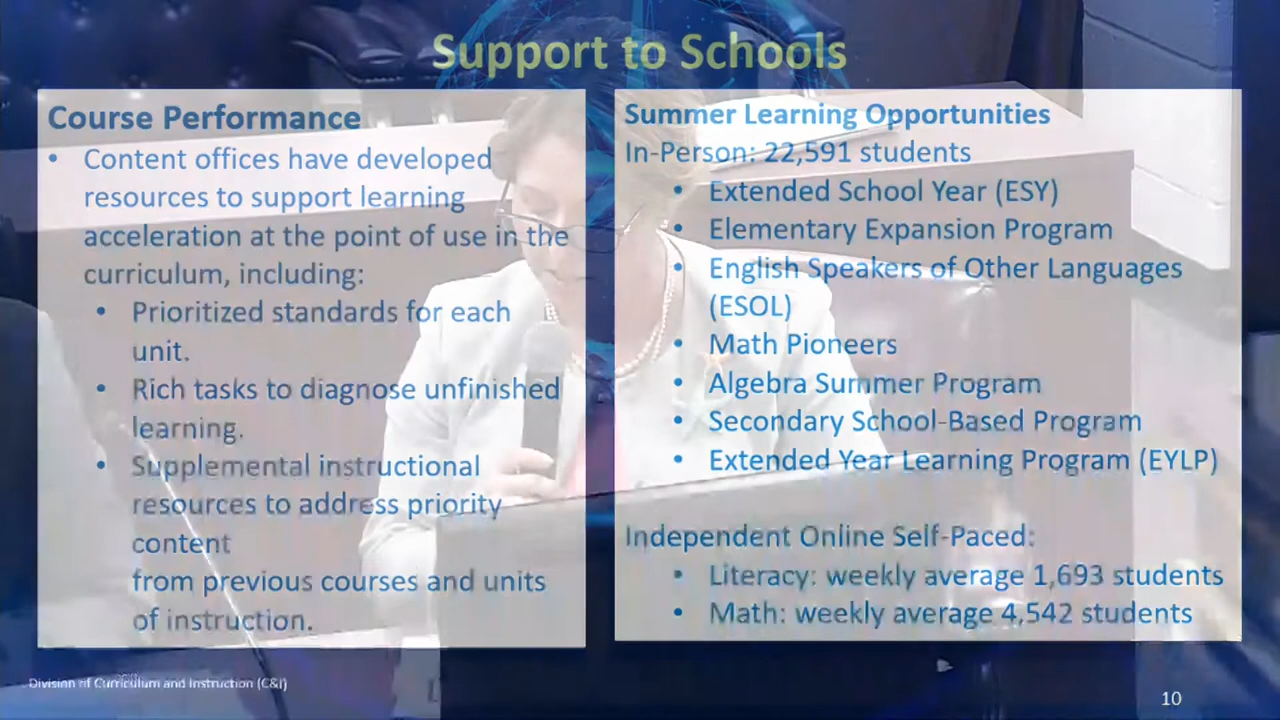 Support to Schools
Course Performance
• Content offices have developed
resources to support learning
acceleration at the point of use in the
curriculum, including:
• Prioritized standards for each
unit.
• Rich tasks to diagnose unfinished
learning.
• Supplemental instructional
resources to address priority
content
from previous courses and units
of instruction.
Summer Learning Opportunities
In-Person: 22,591 students
• Extended School Year (ESY)
• Elementary Expansion Program
• English Speakers of Other Languages
(ESOL)
• Math Pioneers
• Algebra Summer Program
• Secondary School-Based Program
• Extended Year Learning Program (EYLP)
Independent Online Self-Paced:
• Literacy: weekly average 1,693 students
• Math: weekly average 4,542 students
Division of Curriculum and Instruction (C&I)
10